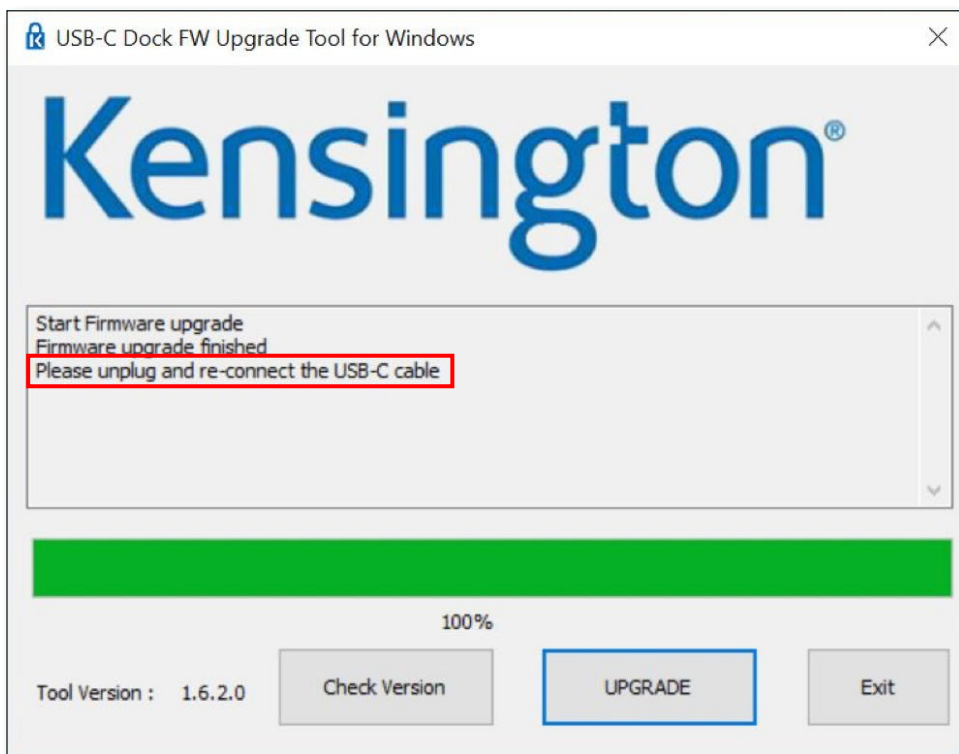 USB-C Dock FW Upgrade Tool for Windows
Kensington®
Start Firmware upgrade
Firmware upgrade finished
Please unplug and re-connect the USB-C cable
100%
Tool Version : 1.6.2.0
Check Version
UPGRADE
Exit